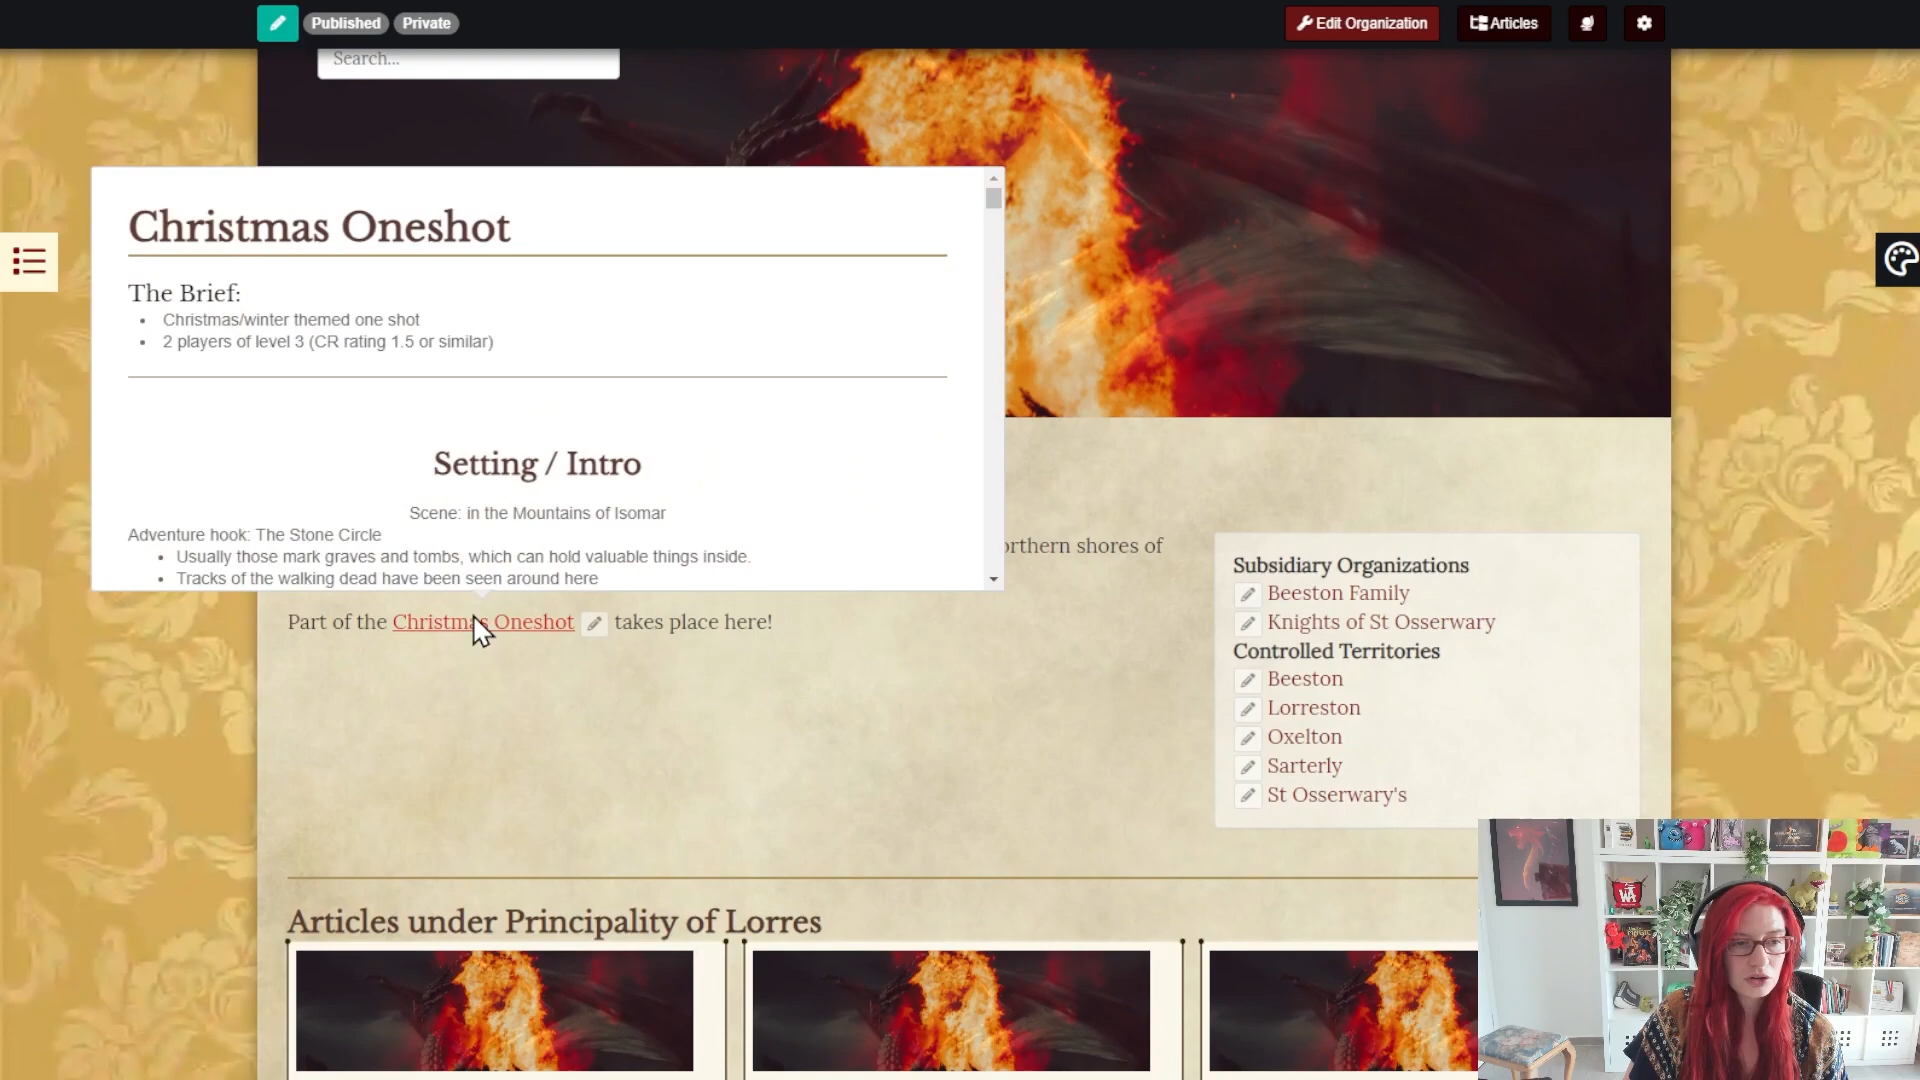 Published
Private
Edit Organization
Articles
Search...
Christmas Oneshot
The Brief:
Christmas/winter themed one shot
2 players of level 3 (CR rating 1.5 or similar)
Setting / Intro
Scene: in the Mountains of Isomar
Adventure hook: The Stone Circle
Usually those mark graves and tombs, which can hold valuable things inside.
Tracks of the walking dead have been seen around here
shores of
Part of the Christmas Oneshot takes place here!
Subsidiary Organizations
Beeston Family
Knights of St Osserwary
Controlled Territories
Beeston
Lorreston
Oxelton
Sarterly
St Osserwary's
Articles under Principality of Lorres